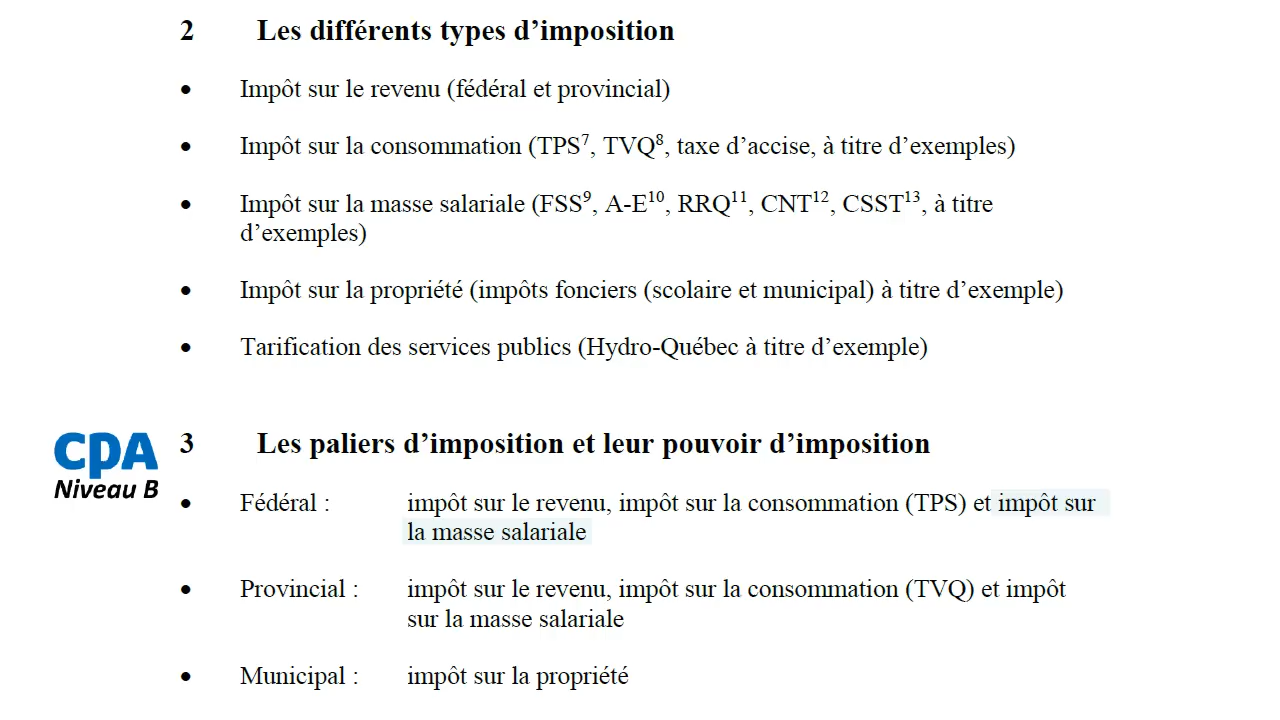 2 Les différents types d’imposition
• Impôt sur le revenu (fédéral et provincial)
• Impôt sur la consommation (TPS⁷, TVQ⁸, taxe d’accise, à titre d’exemples)
• Impôt sur la masse salariale (FSS⁹, A-E¹⁰, RRQ¹¹, CNT¹², CSST¹³, à titre
d’exemples)
• Impôt sur la propriété (impôts fonciers (scolaire et municipal) à titre d’exemple)
• Tarification des services publics (Hydro-Québec à titre d’exemple)
cpa
Niveau B
3 Les paliers d’imposition et leur pouvoir d’imposition
• Fédéral : impôt sur le revenu, impôt sur la consommation (TPS) et impôt sur
la masse salariale
• Provincial : impôt sur le revenu, impôt sur la consommation (TVQ) et impôt
sur la masse salariale
• Municipal : impôt sur la propriété